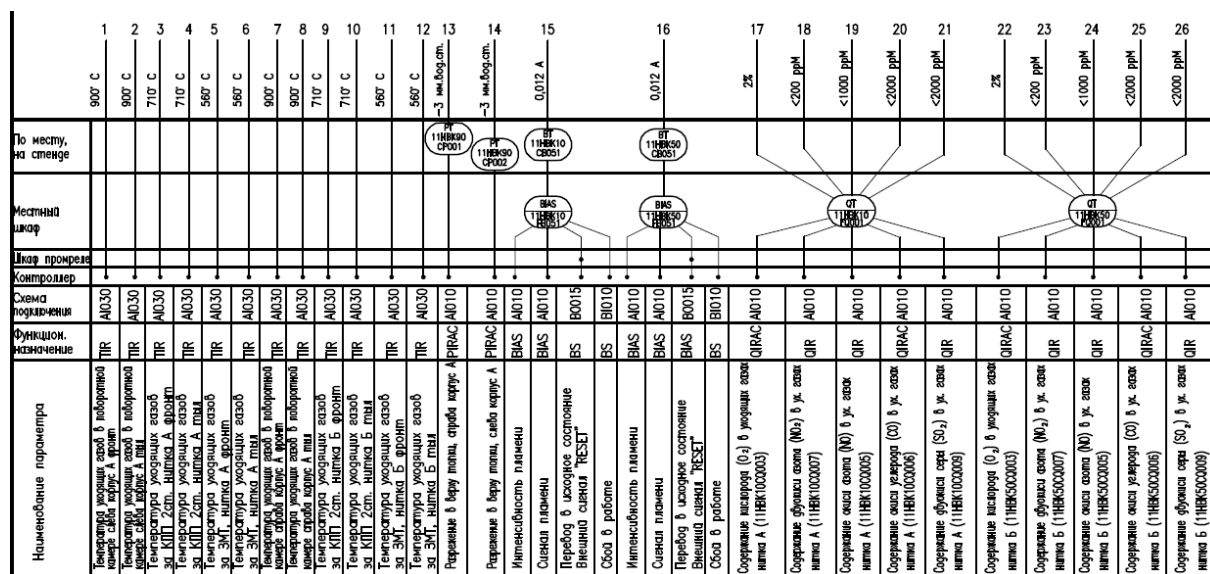 1 2 3 4 5 6 7 8 9 10 11 12 13 14 15 16 17 18 19 20 21 22 23 24 25 26
900° C
900° C
710° C
710° C
560° C
560° C
900° C
900° C
710° C
710° C
560° C
560° C
-3 мм.вод.ст.
-3 мм.вод.ст.
0,012 А
0,012 А
2%
<200 ppM
<1000 ppM
<2000 ppM
<2000 ppM
2%
<200 ppM
<1000 ppM
<2000 ppM
<2000 ppM
По месту,
на стенде
PT
11HBK90
CP001
PT
11HBK90
CP002
BT
11HBK10
CB051
BT
11HBK50
CB051
Местный
шкаф
BIAS
11HBK10
BIAS
11HBK50
QT
11HBK10
QT
11HBK50
Шкаф промреле
Контроллер
Схема
подключения
AI030
AI030
AI030
AI030
AI030
AI030
AI030
AI030
AI030
AI030
AI030
AI030
AI010
AI010
AI010
AI010
BO015
BI010
AI010
AI010
BO015
BI010
AI010
AI010
AI010
AI010
AI010
AI010
AI010
AI010
AI010
AI010
Функцион.
назначение
TIR
TIR
TIR
TIR
TIR
TIR
TIR
TIR
TIR
TIR
TIR
TIR
PIRAC
PIRAC
BIAS
BIAS
BS
BS
BIAS
BIAS
BIAS
BS
QIRAC
QIR
QIR
QIRAC
QIR
QIRAC
QIR
QIR
QIRAC
QIR
Наименование параметра
Температура уходящих газов в поворотной
камере слева корпус А фронт
Температура уходящих газов в поворотной
камере слева корпус А тыл
Температура уходящих газов
за КПП 2ст. нитка А фронт
Температура уходящих газов
за КПП 2ст. нитка А тыл
Температура уходящих газов
за ЭМТ, нитка А фронт
Температура уходящих газов
за ЭМТ, нитка А тыл
Температура уходящих газов в поворотной
камере справа корпус А фронт
Температура уходящих газов в поворотной
камере справа корпус А тыл
Температура уходящих газов
за КПП 2ст. нитка Б фронт
Температура уходящих газов
за КПП 2ст. нитка Б тыл
Температура уходящих газов
за ЭМТ, нитка Б фронт
Температура уходящих газов
за ЭМТ, нитка Б тыл
Разрежение в верху топки, справа корпус А
Разрежение в верху топки, слева корпус А
Интенсивность пламени
Сигнал пламени
Перевод в исходное состояние
Внешний сигнал "RESET"
Сбой в работе
Интенсивность пламени
Сигнал пламени
Перевод в исходное состояние
Внешний сигнал "RESET"
Сбой в работе
Содержание кислорода (O₂) в уходящих газах
нитка А (11HBK10CQ003)
Содержание двуокиси азота (NO₂) в ух. газах
нитка А (11HBK10CQ007)
Содержание окиси азота (NO) в ух. газах
нитка А (11HBK10CQ005)
Содержание окиси углерода (CO) в ух. газах
нитка А (11HBK10CQ006)
Содержание двуокиси серы (SO₂) в ух. газах
нитка А (11HBK10CQ009)
Содержание кислорода (O₂) в уходящих газах
нитка Б (11HBK50CQ003)
Содержание двуокиси азота (NO₂) в ух. газах
нитка Б (11HBK50CQ007)
Содержание окиси азота (NO) в ух. газах
нитка Б (11HBK50CQ005)
Содержание окиси углерода (CO) в ух. газах
нитка Б (11HBK50CQ006)
Содержание двуокиси серы (SO₂) в ух. газах
нитка Б (11HBK50CQ009)